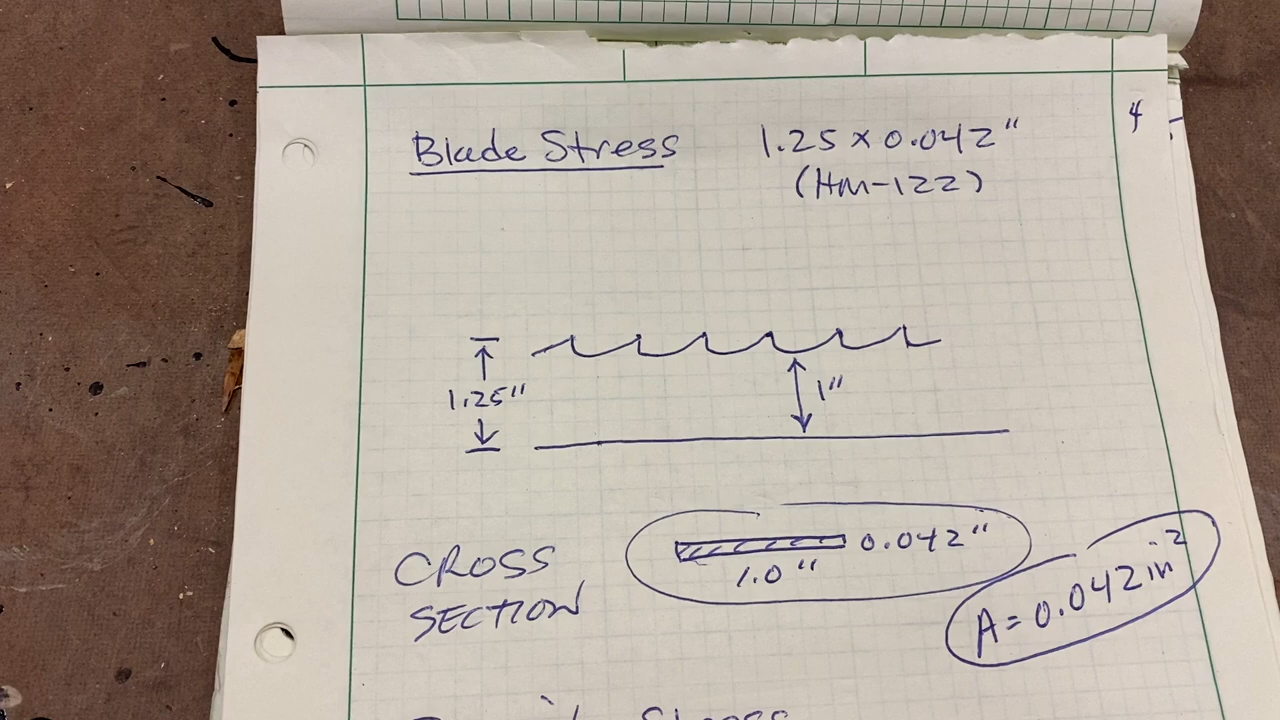 Blade Stress 1.25 x 0.042"
(HM-122)
4
1.25"
1"
CROSS
SECTION
0.042"
1.0"
A = 0.042 in²
Stress